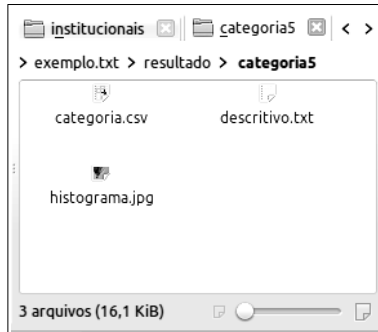 institucionais categoria5 < >
> exemplo.txt > resultado > categoria5
categoria.csv descritivo.txt
histograma.jpg
3 arquivos (16,1 KiB)